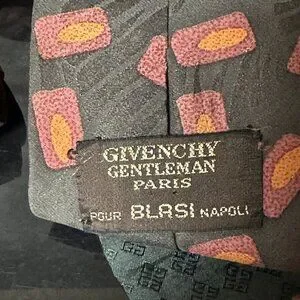 GIVENCHY
GENTLEMAN
PARIS
POUR BLASI NAPOLI